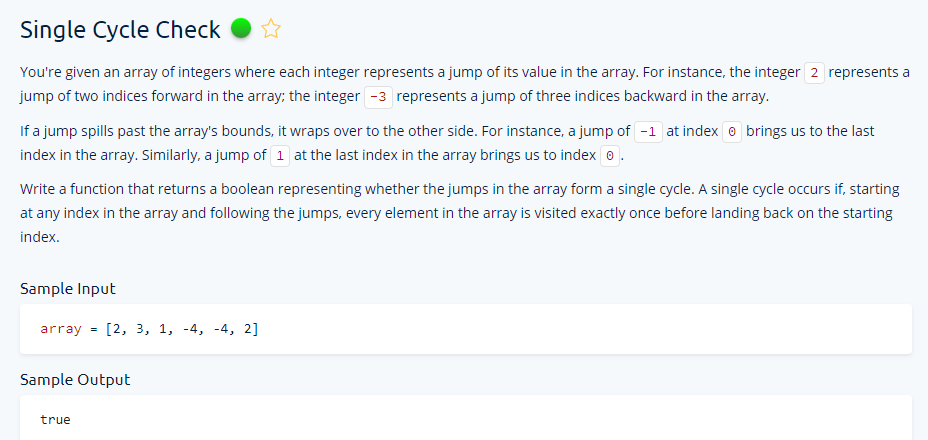 Single Cycle Check
You're given an array of integers where each integer represents a jump of its value in the array. For instance, the integer 2 represents a
jump of two indices forward in the array; the integer -3 represents a jump of three indices backward in the array.
If a jump spills past the array's bounds, it wraps over to the other side. For instance, a jump of -1 at index 0 brings us to the last
index in the array. Similarly, a jump of 1 at the last index in the array brings us to index 0.
Write a function that returns a boolean representing whether the jumps in the array form a single cycle. A single cycle occurs if, starting
at any index in the array and following the jumps, every element in the array is visited exactly once before landing back on the starting
index.
Sample Input
array = [2, 3, 1, -4, -4, 2]
Sample Output
true